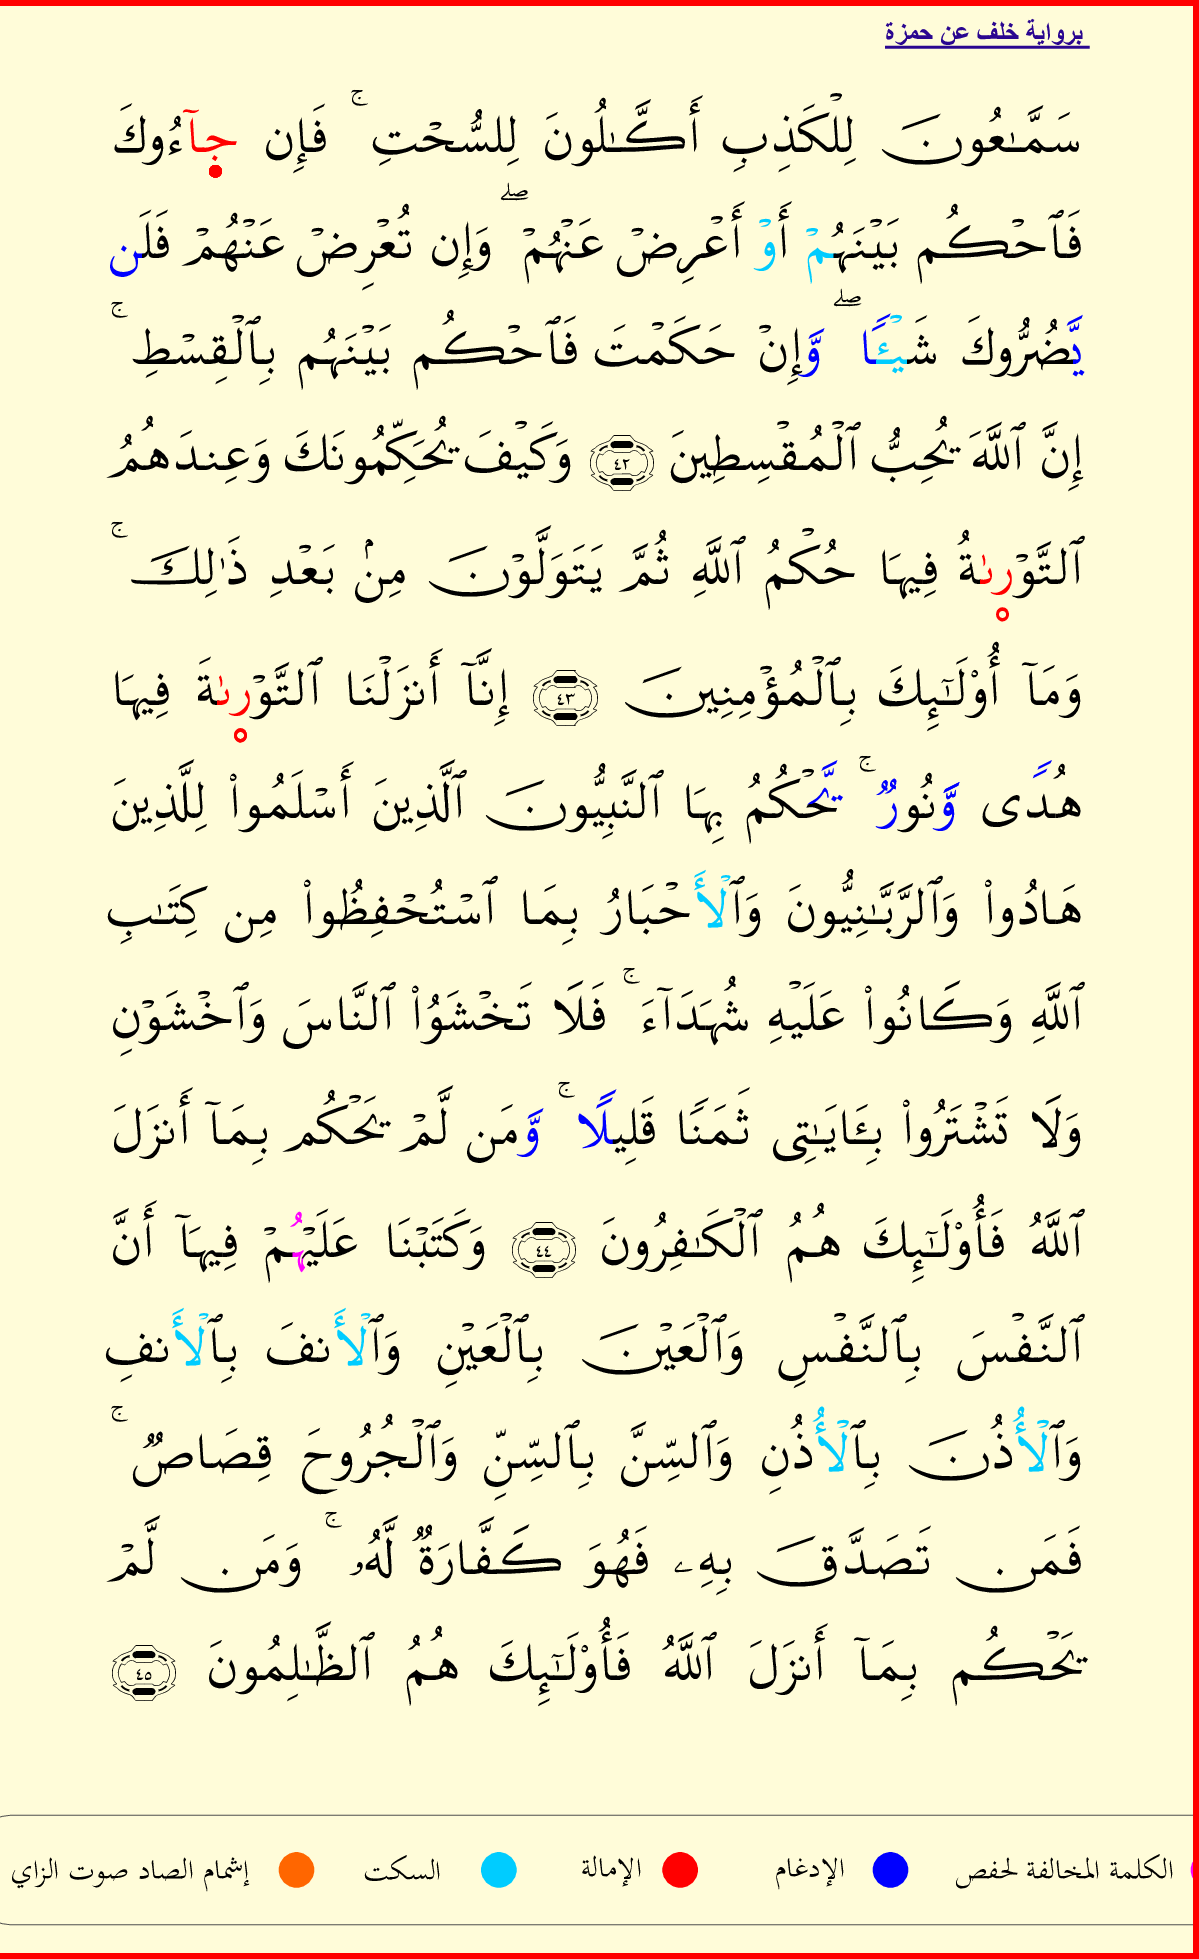 برواية خلف عن حمزة
سَمَّٰعُونَ لِلْكَذِبِ أَكَّٰلُونَ لِلسُّحْتِ ۚ فَإِن جَآءُوكَ
فَٱحْكُم بَيْنَهُمْ أَوْ أَعْرِضْ عَنْهُمْ ۖ وَإِن تُعْرِضْ عَنْهُمْ فَلَن
يَّضُرُّوكَ شَيْـًٔا ۖ وَّإِنْ حَكَمْتَ فَٱحْكُم بَيْنَهُم بِٱلْقِسْطِ ۚ
إِنَّ ٱللَّهَ يُحِبُّ ٱلْمُقْسِطِينَ ٤٢ وَكَيْفَ يُحَكِّمُونَكَ وَعِندَهُمُ
ٱلتَّوْرىٰةُ فِيهَا حُكْمُ ٱللَّهِ ثُمَّ يَتَوَلَّوْنَ مِنۢ بَعْدِ ذَٰلِكَ ۚ
وَمَآ أُوْلَٰٓئِكَ بِٱلْمُؤْمِنِينَ ٤٣ إِنَّآ أَنزَلْنَا ٱلتَّوْرىٰةَ فِيهَا
هُدًى وَّنُورٌ ۚ يَّحْكُمُ بِهَا ٱلنَّبِيُّونَ ٱلَّذِينَ أَسْلَمُوا۟ لِلَّذِينَ
هَادُوا۟ وَٱلرَّبَّٰنِيُّونَ وَٱلْأَحْبَارُ بِمَا ٱسْتُحْفِظُوا۟ مِن كِتَٰبِ
ٱللَّهِ وَكَانُوا۟ عَلَيْهِ شُهَدَآءَ ۚ فَلَا تَخْشَوُا۟ ٱلنَّاسَ وَٱخْشَوْنِ
وَلَا تَشْتَرُوا۟ بِـَٔايَٰتِى ثَمَنًا قَلِيلًا ۚ وَّمَن لَّمْ يَحْكُم بِمَآ أَنزَلَ
ٱللَّهُ فَأُوْلَٰٓئِكَ هُمُ ٱلْكَٰفِرُونَ ٤٤ وَكَتَبْنَا عَلَيْهُمْ فِيهَآ أَنَّ
ٱلنَّفْسَ بِٱلنَّفْسِ وَٱلْعَيْنَ بِٱلْعَيْنِ وَٱلْأَنفَ بِٱلْأَنفِ
وَٱلْأُذُنَ بِٱلْأُذُنِ وَٱلسِّنَّ بِٱلسِّنِّ وَٱلْجُرُوحَ قِصَاصٌ ۚ
فَمَن تَصَدَّقَ بِهِۦ فَهُوَ كَفَّارَةٌ لَّهُۥ ۚ وَمَن لَّمْ
يَحْكُم بِمَآ أَنزَلَ ٱللَّهُ فَأُوْلَٰٓئِكَ هُمُ ٱلظَّٰلِمُونَ ٤٥
الكلمة المخالفة لحفص الإدغام الإمالة السكت إشمام الصاد صوت الزاي